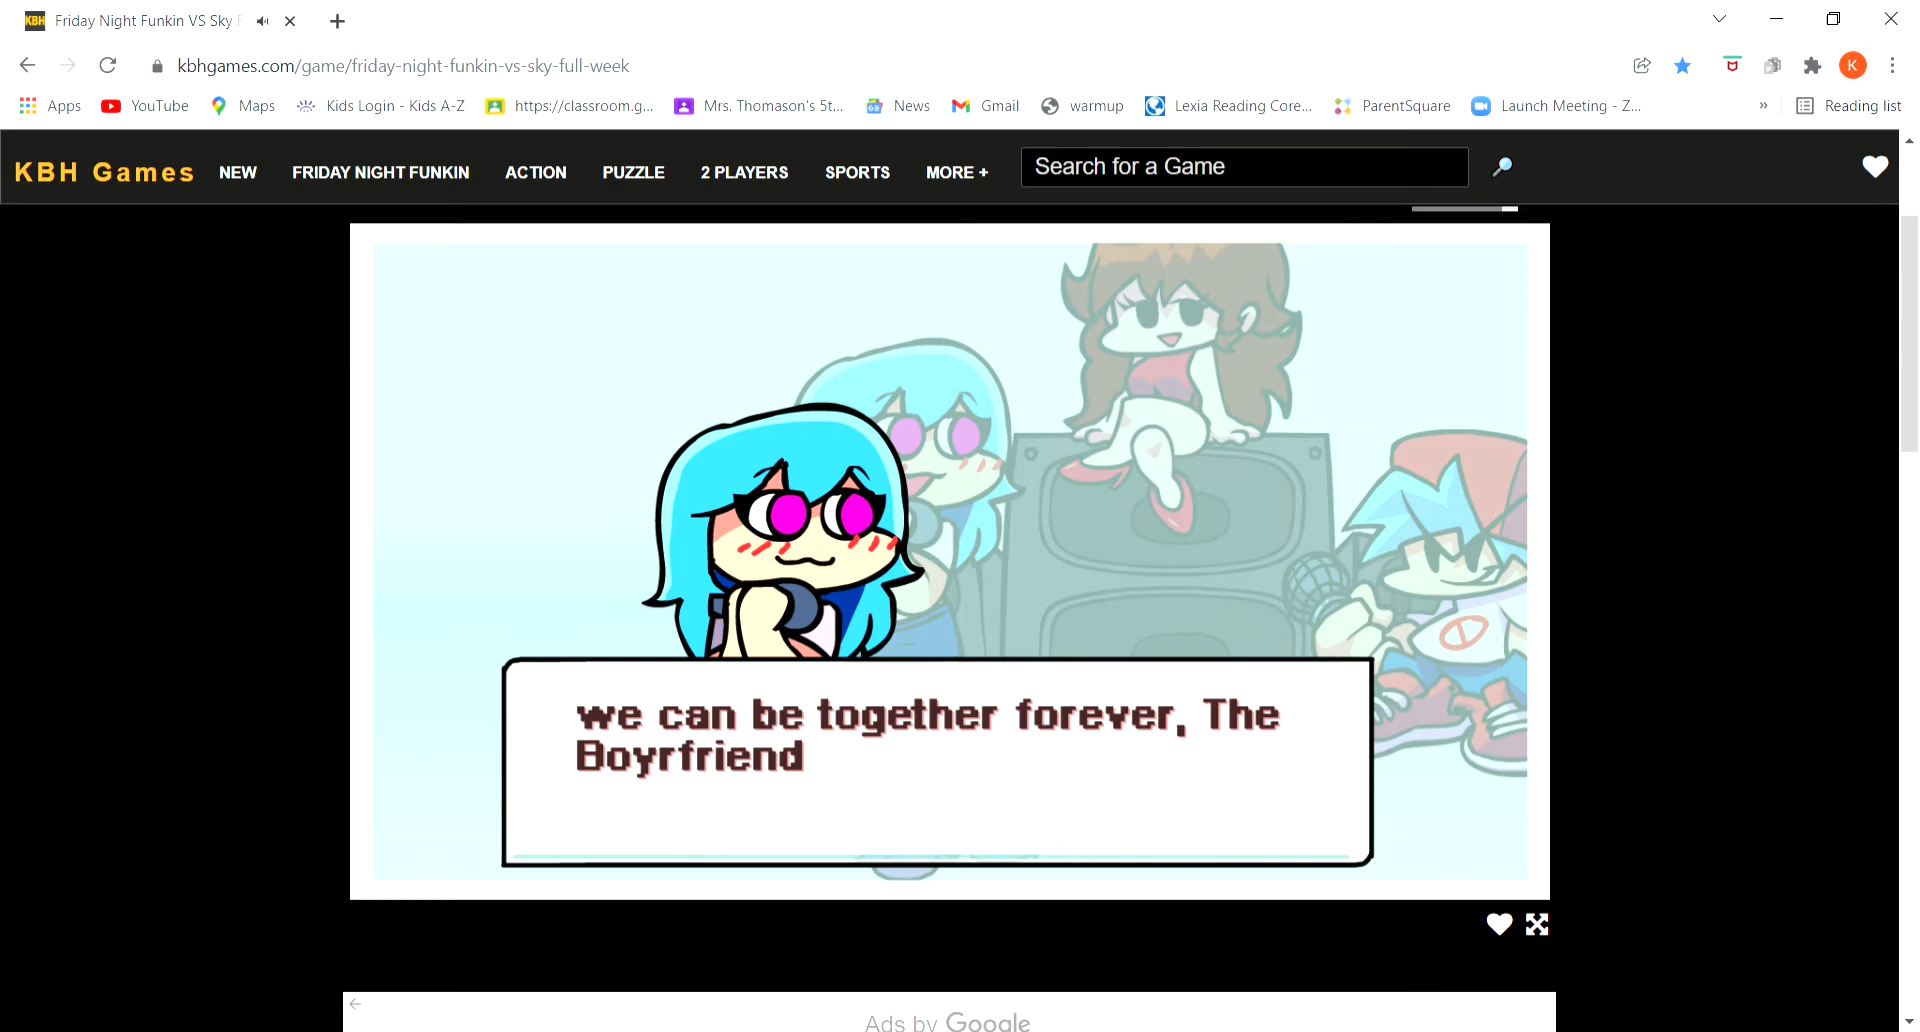 KBH Friday Night Funkin VS Sky F
kbhgames.com/game/friday-night-funkin-vs-sky-full-week
K
Apps YouTube Maps Kids Login - Kids A-Z https://classroom.g... Mrs. Thomason's 5t... News Gmail warmup Lexia Reading Core... ParentSquare Launch Meeting - Z... » Reading list
KBH Games NEW FRIDAY NIGHT FUNKIN ACTION PUZZLE 2 PLAYERS SPORTS MORE + Search for a Game
we can be together forever, The
Boyrfriend
Ads by Google